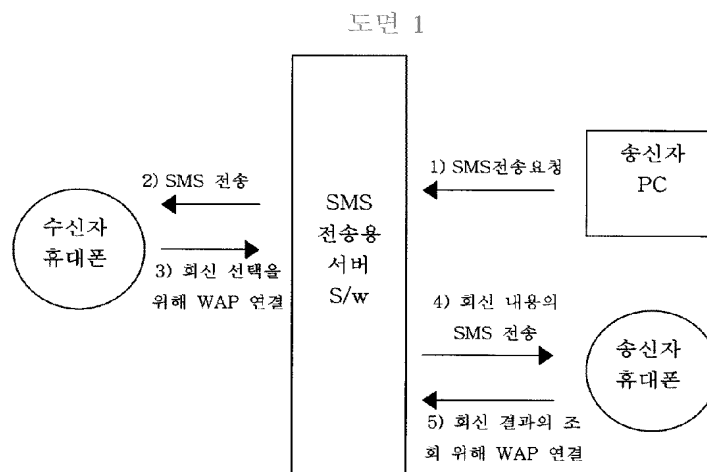 도면 1
송신자
PC
1) SMS전송요청
2) SMS 전송
SMS
전송용
서버
S/w
수신자
휴대폰
3) 회신 선택을
위해 WAP 연결
4) 회신 내용의
SMS 전송
송신자
휴대폰
5) 회신 결과의 조
회 위해 WAP 연결